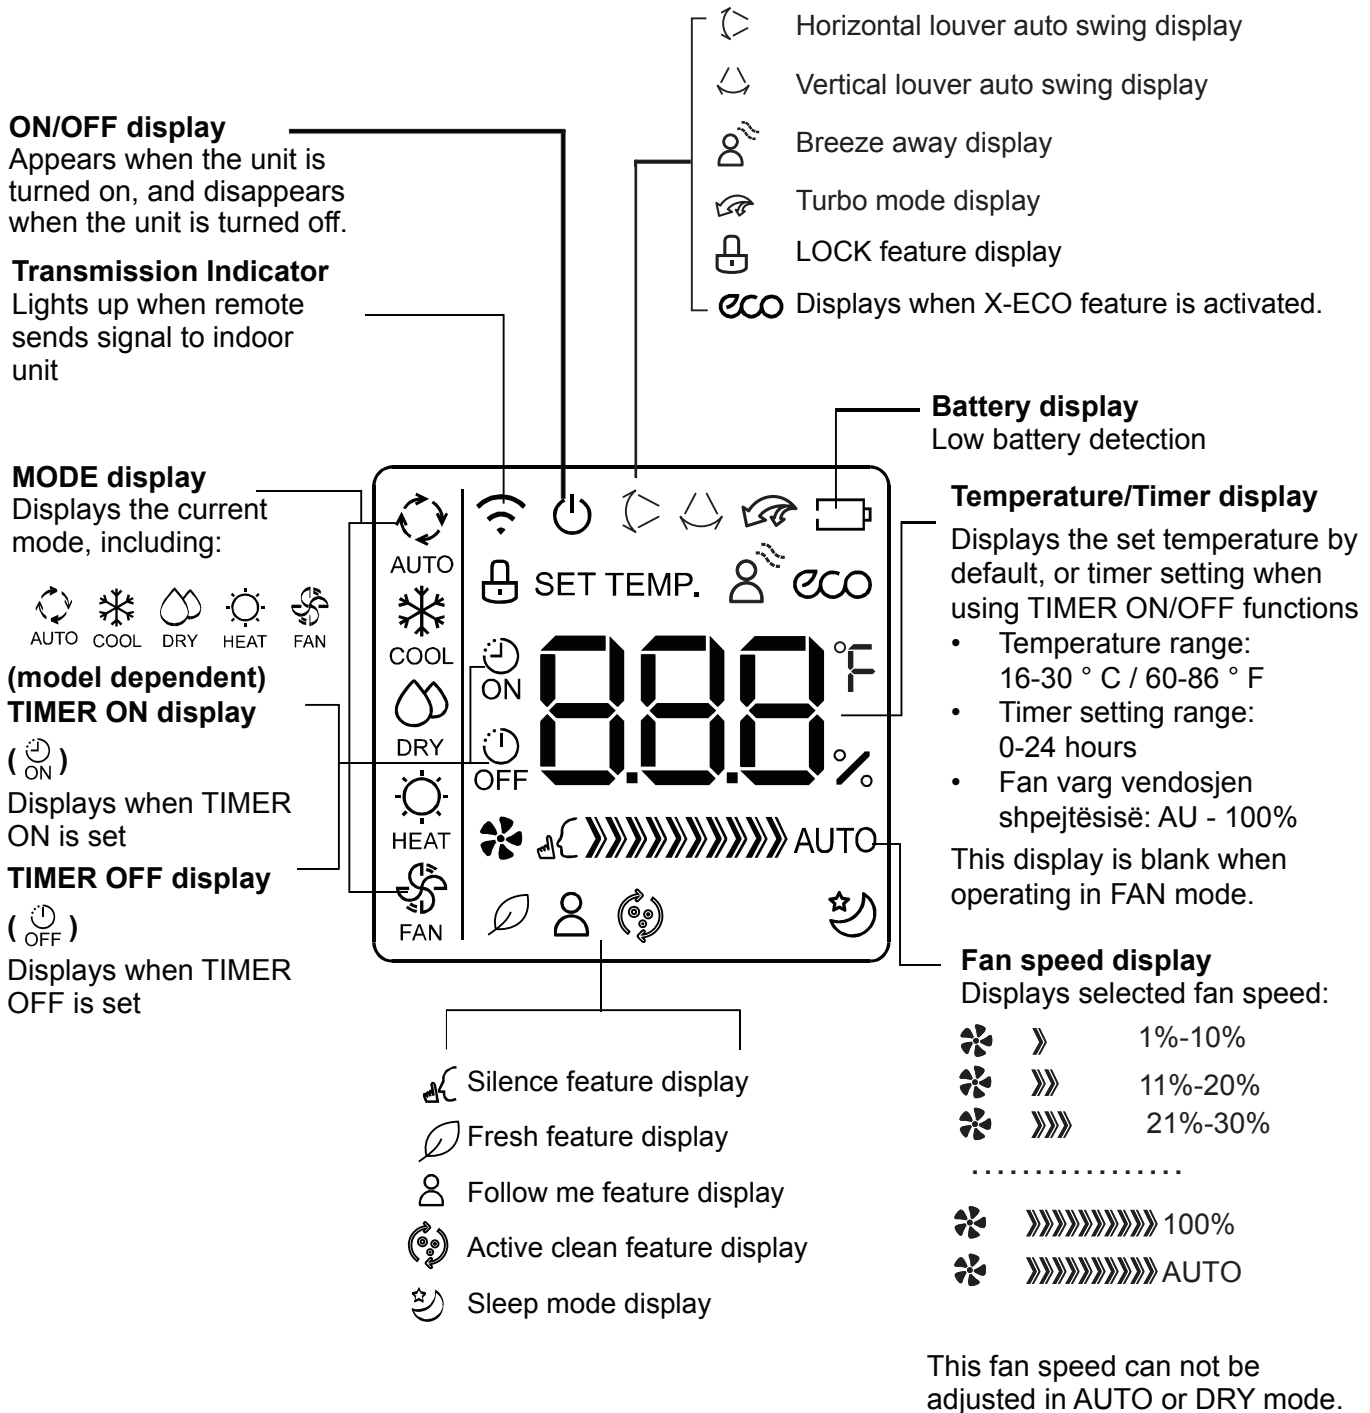 Horizontal louver auto swing display
Vertical louver auto swing display
Breeze away display
Turbo mode display
LOCK feature display
eco Displays when X-ECO feature is activated.
ON/OFF display
Appears when the unit is
turned on, and disappears
when the unit is turned off.
Transmission Indicator
Lights up when remote
sends signal to indoor
unit
MODE display
Displays the current
mode, including:
AUTO COOL DRY HEAT FAN
(model dependent)
TIMER ON display
( ON )
Displays when TIMER
ON is set
TIMER OFF display
( OFF )
Displays when TIMER
OFF is set
AUTO
COOL
DRY
HEAT
FAN
SET TEMP. eco
ON
OFF
8.8.8
°F
%
AUTO
Battery display
Low battery detection
Temperature/Timer display
Displays the set temperature by
default, or timer setting when
using TIMER ON/OFF functions
• Temperature range:
16-30 ° C / 60-86 ° F
• Timer setting range:
0-24 hours
• Fan varg vendosjen
shpejtësisë: AU - 100%
This display is blank when
operating in FAN mode.
Fan speed display
Displays selected fan speed:
1%-10%
11%-20%
21%-30%
.................
100%
AUTO
This fan speed can not be
adjusted in AUTO or DRY mode.
Silence feature display
Fresh feature display
Follow me feature display
Active clean feature display
Sleep mode display